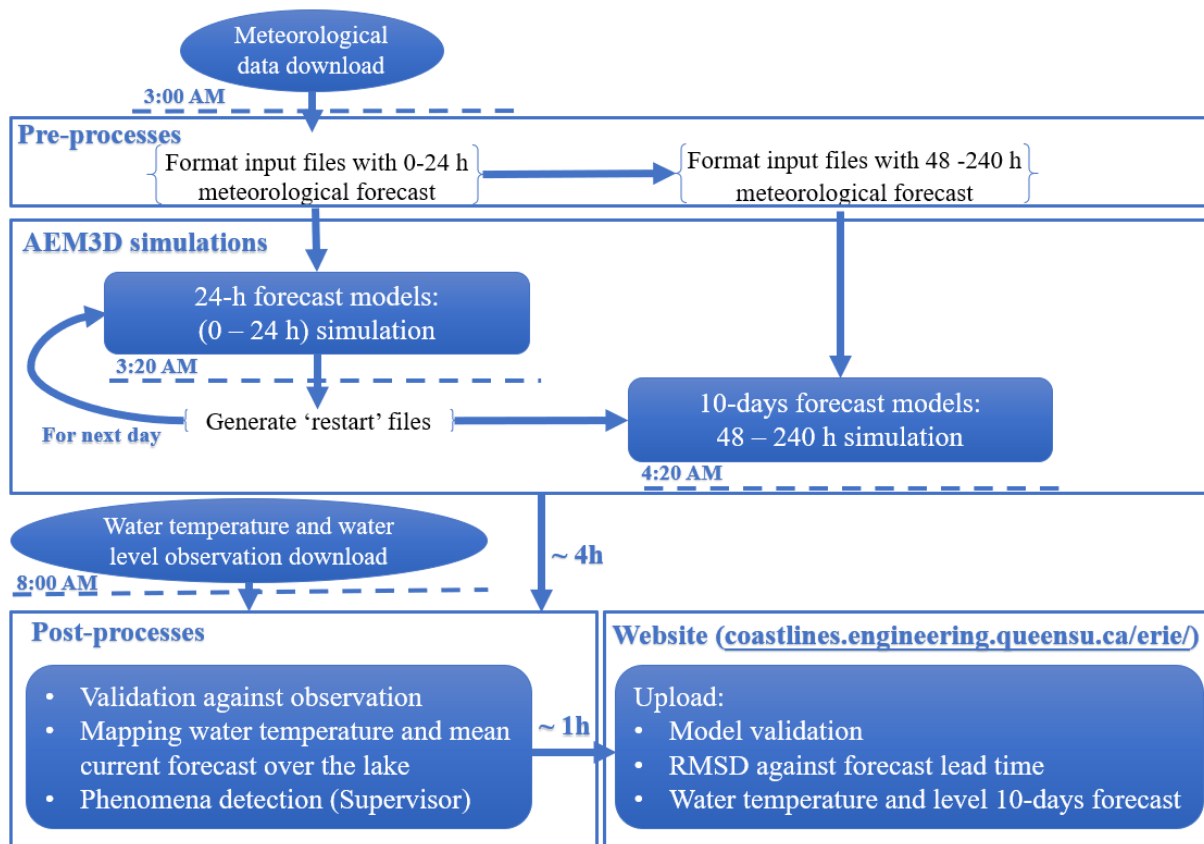 Meteorological
data download
3:00 AM
Pre-processes
Format input files with 0-24 h
meteorological forecast
Format input files with 48 -240 h
meteorological forecast
AEM3D simulations
24-h forecast models:
(0 – 24 h) simulation
3:20 AM
Generate ‘restart’ files
For next day
10-days forecast models:
48 – 240 h simulation
4:20 AM
Water temperature and water
level observation download
~ 4h
8:00 AM
Post-processes
• Validation against observation
• Mapping water temperature and mean
current forecast over the lake
• Phenomena detection (Supervisor)
~ 1h
Website (coastlines.engineering.queensu.ca/erie/)
Upload:
• Model validation
• RMSD against forecast lead time
• Water temperature and level 10-days forecast